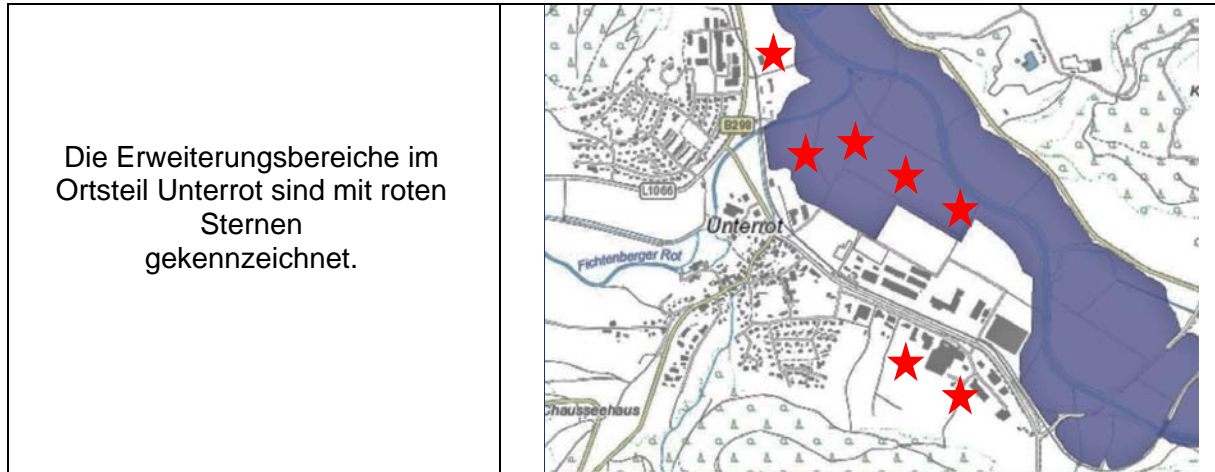 Die Erweiterungsbereiche im
Ortsteil Unterrot sind mit roten
Sternen
gekennzeichnet.
B298
L1066
Unterrot
Fichtenberger Rot
Chausseehaus
K